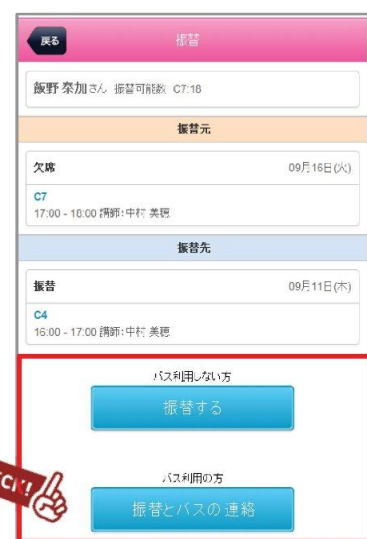 戻る
振替
飯野 奈加さん 振替可能数 C7:18
振替元
欠席 09月16日(火)
C7
17:00 - 18:00 講師:中村 美穂
振替先
振替 09月11日(木)
C4
16:00 - 17:00 講師:中村 美穂
バス利用しない方
振替する
バス利用の方
振替とバスの連絡